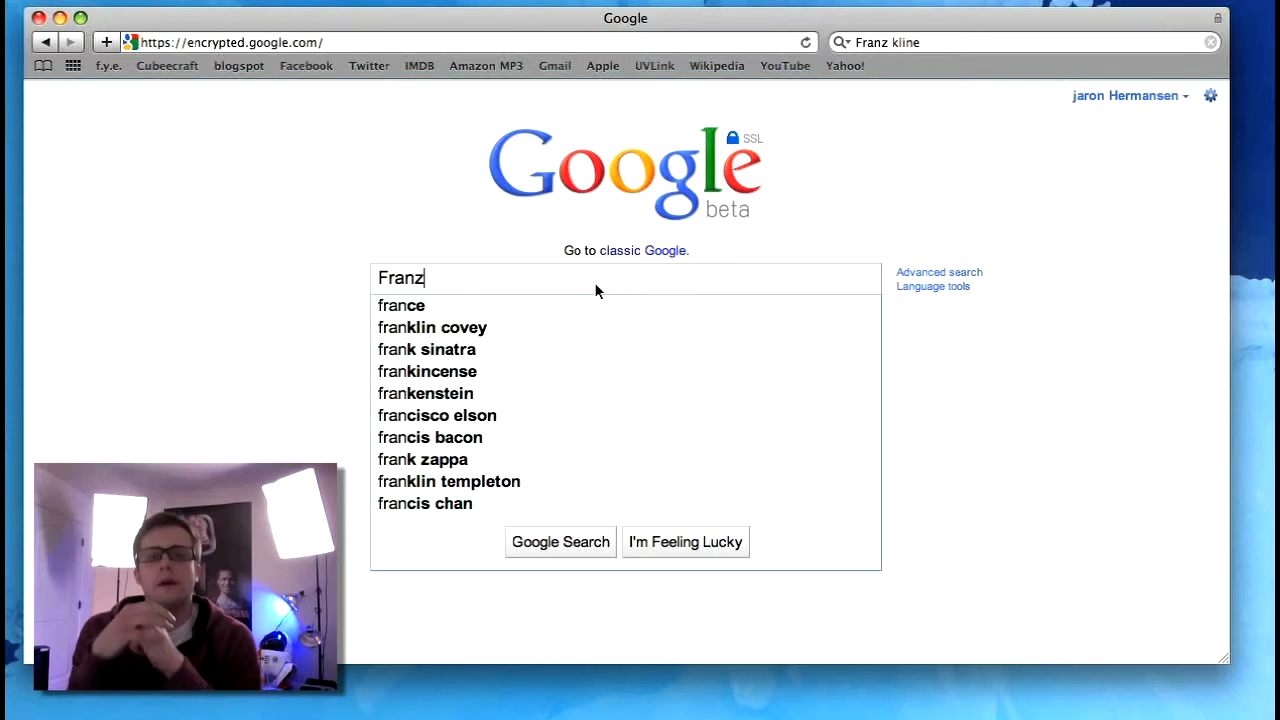 Google
https://encrypted.google.com/
Franz kline
f.y.e. Cubeecraft blogspot Facebook Twitter IMDB Amazon MP3 Gmail Apple UVLink Wikipedia YouTube Yahoo!
jaron Hermansen
Google
SSL
beta
Go to classic Google.
Franz
Advanced search
Language tools
france
franklin covey
frank sinatra
frankincense
frankenstein
francisco elson
francis bacon
frank zappa
franklin templeton
francis chan
Google Search I'm Feeling Lucky